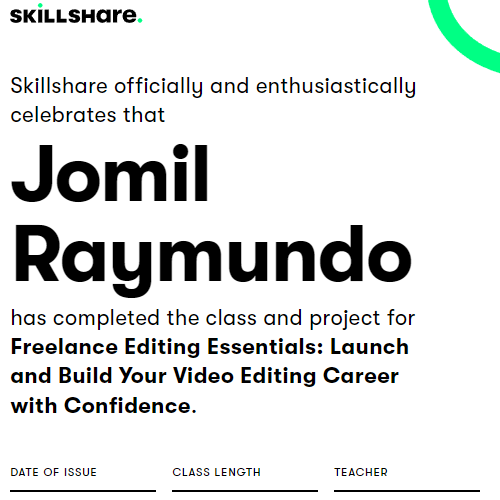 SKiLLSHare.
Skillshare officially and enthusiastically
celebrates that
Jomil
Raymundo
has completed the class and project for
Freelance Editing Essentials: Launch
and Build Your Video Editing Career
with Confidence.
DATE OF ISSUE CLASS LENGTH TEACHER